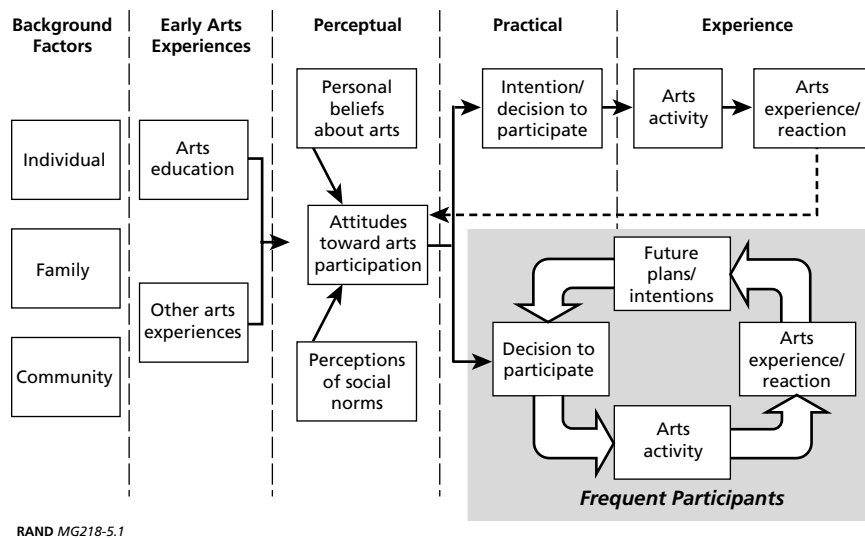 Background
Factors
Early Arts
Experiences
Perceptual
Practical
Experience
Individual
Family
Community
Arts
education
Other arts
experiences
Personal
beliefs
about arts
Attitudes
toward arts
participation
Perceptions
of social
norms
Intention/
decision to
participate
Arts
activity
Arts
experience/
reaction
Future
plans/
intentions
Decision to
participate
Arts
experience/
reaction
Arts
activity
Frequent Participants
RAND MG218-5.1